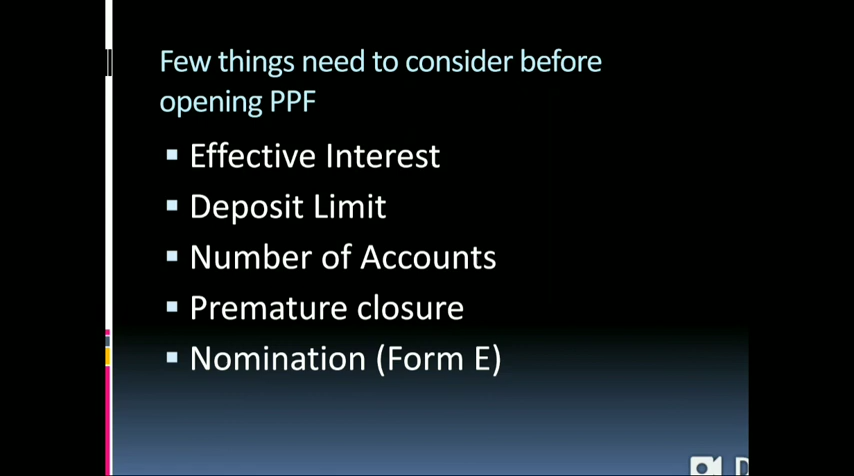 Few things need to consider before
opening PPF
▪ Effective Interest
▪ Deposit Limit
▪ Number of Accounts
▪ Premature closure
▪ Nomination (Form E)